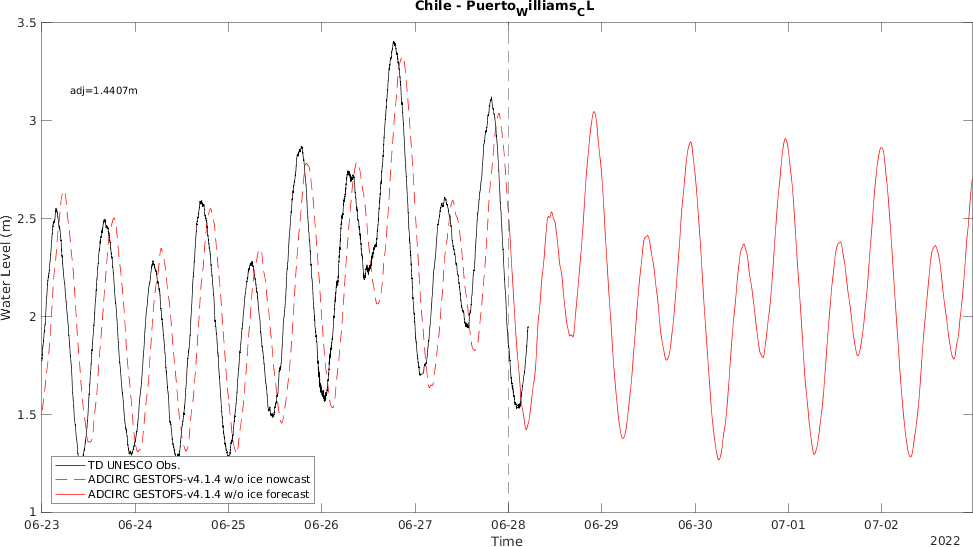 Chile - PuertoWilliamsCL
3.5
adj=1.4407m
3
2.5
Water Level (m)
2
1.5
TD UNESCO Obs.
ADCIRC GESTOFS-v4.1.4 w/o ice nowcast
ADCIRC GESTOFS-v4.1.4 w/o ice forecast
1
06-23 06-24 06-25 06-26 06-27 06-28 06-29 06-30 07-01 07-02
Time
2022